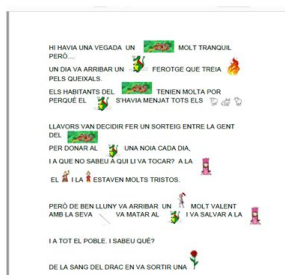 HI HAVIA UNA VEGADA UN MOLT TRANQUIL
PERÒ...
UN DIA VA ARRIBAR UN FEROTGE QUE TREIA
PELS QUEIXALS.
ELS HABITANTS DEL TENIEN MOLTA POR
PERQUÈ EL S'HAVIA MENJAT TOTS ELS
LLAVORS VAN DECIDIR FER UN SORTEIG ENTRE LA GENT
DEL
PER DONAR AL UNA NOIA CADA DIA,
I A QUE NO SABEU A QUI LI VA TOCAR? A LA
EL I LA ESTAVEN MOLTS TRISTOS.
PERÒ DE BEN LLUNY VA ARRIBAR UN MOLT VALENT
AMB LA SEVA VA MATAR AL I VA SALVAR A LA
I A TOT EL POBLE. I SABEU QUÈ?
DE LA SANG DEL DRAC EN VA SORTIR UNA